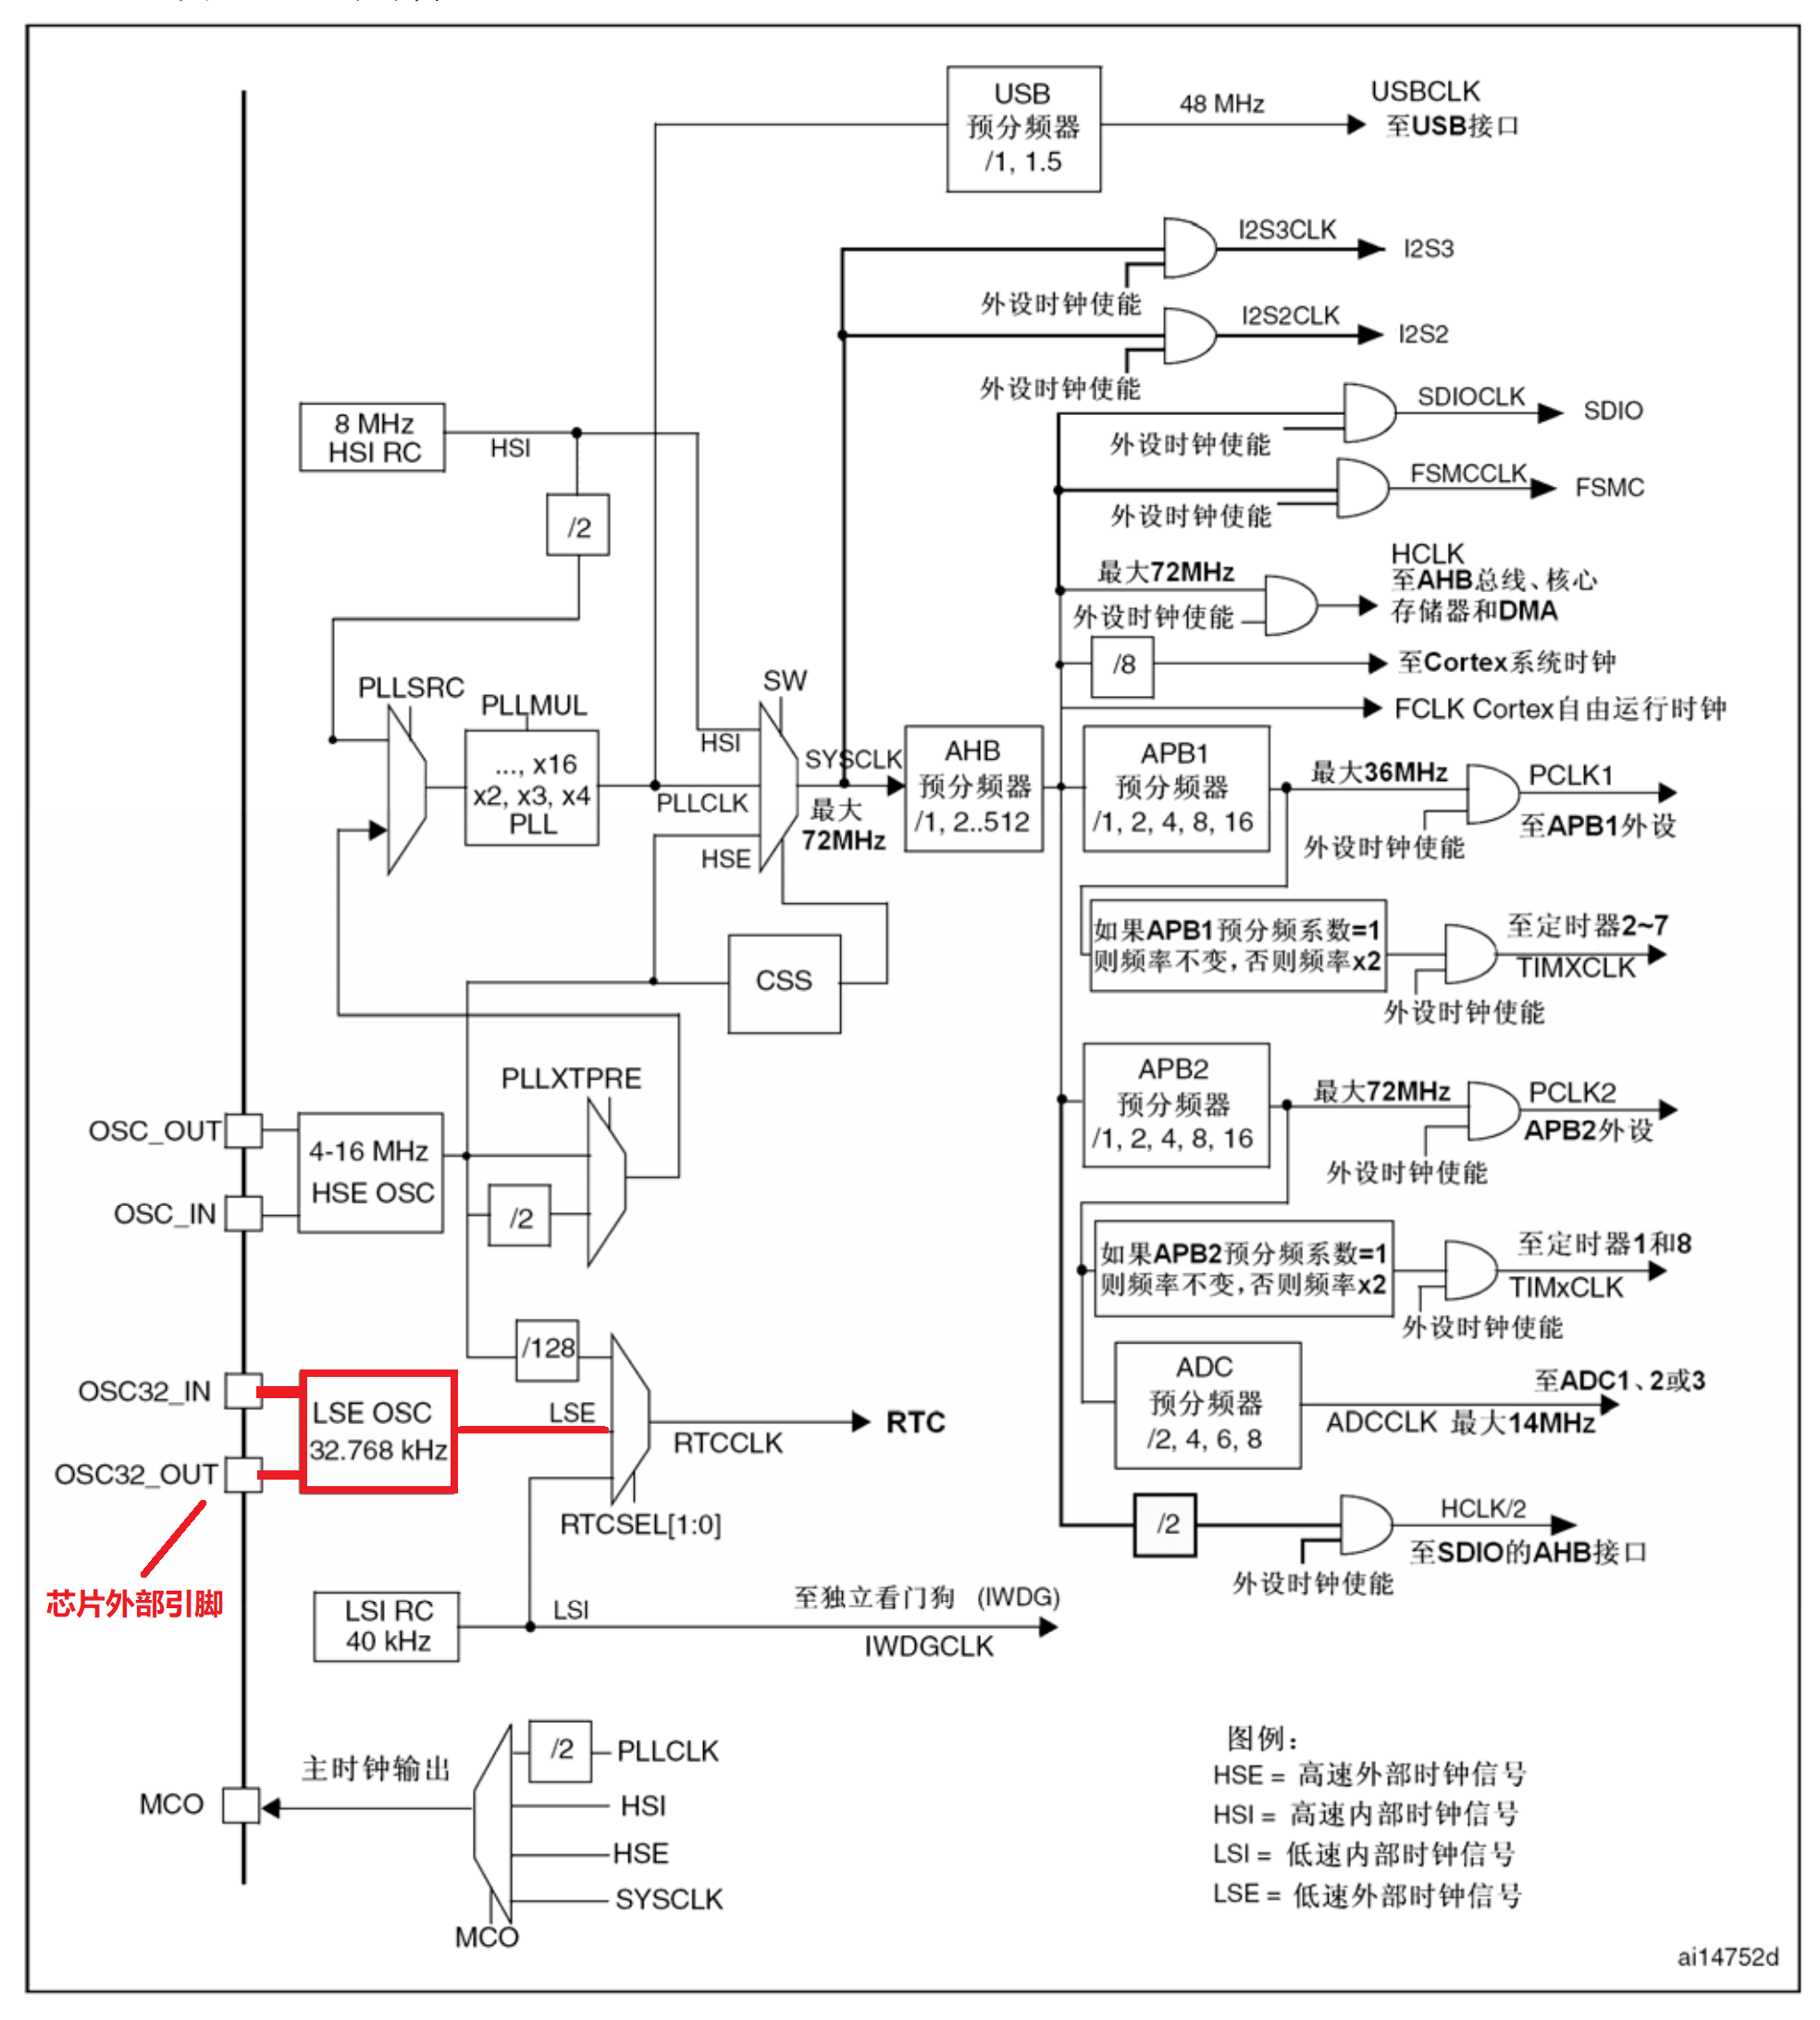 USB
预分频器
/1, 1.5
48 MHz
USBCLK
至USB接口
I2S3CLK
I2S3
外设时钟使能
I2S2CLK
I2S2
外设时钟使能
SDIOCLK
SDIO
外设时钟使能
FSMCCLK
FSMC
外设时钟使能
8 MHz
HSI RC
HSI
/2
最大72MHz
外设时钟使能
HCLK
至AHB总线、核心
存储器和DMA
/8
至Cortex系统时钟
FCLK Cortex自由运行时钟
PLLSRC
PLLMUL
..., x16
x2, x3, x4
PLL
SW
HSI
PLLCLK
HSE
SYSCLK
最大
72MHz
AHB
预分频器
/1, 2..512
APB1
预分频器
/1, 2, 4, 8, 16
最大36MHz
PCLK1
至APB1外设
外设时钟使能
如果APB1预分频系数=1
则频率不变，否则频率x2
至定时器2~7
TIMXCLK
外设时钟使能
CSS
PLLXTPRE
OSC_OUT
OSC_IN
4-16 MHz
HSE OSC
/2
APB2
预分频器
/1, 2, 4, 8, 16
最大72MHz
PCLK2
APB2外设
外设时钟使能
如果APB2预分频系数=1
则频率不变，否则频率x2
至定时器1和8
TIMxCLK
外设时钟使能
/128
OSC32_IN
OSC32_OUT
LSE OSC
32.768 kHz
LSE
RTCCLK
RTC
RTCSEL[1:0]
ADC
预分频器
/2, 4, 6, 8
至ADC1、2或3
ADCCLK 最大14MHz
/2
HCLK/2
至SDIO的AHB接口
外设时钟使能
芯片外部引脚
LSI RC
40 kHz
LSI
至独立看门狗 (IWDG)
IWDGCLK
主时钟输出
MCO
/2
PLLCLK
HSI
HSE
SYSCLK
MCO
图例：
HSE = 高速外部时钟信号
HSI = 高速内部时钟信号
LSI = 低速内部时钟信号
LSE = 低速外部时钟信号
ai14752d